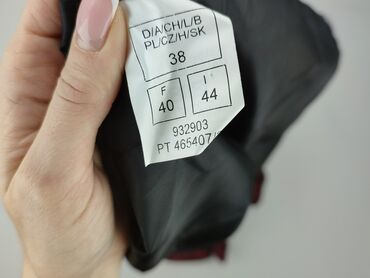 D/A/CH/L/B
PL/CZ/H/SK
38
F I
40 44
932903
PT 465407/